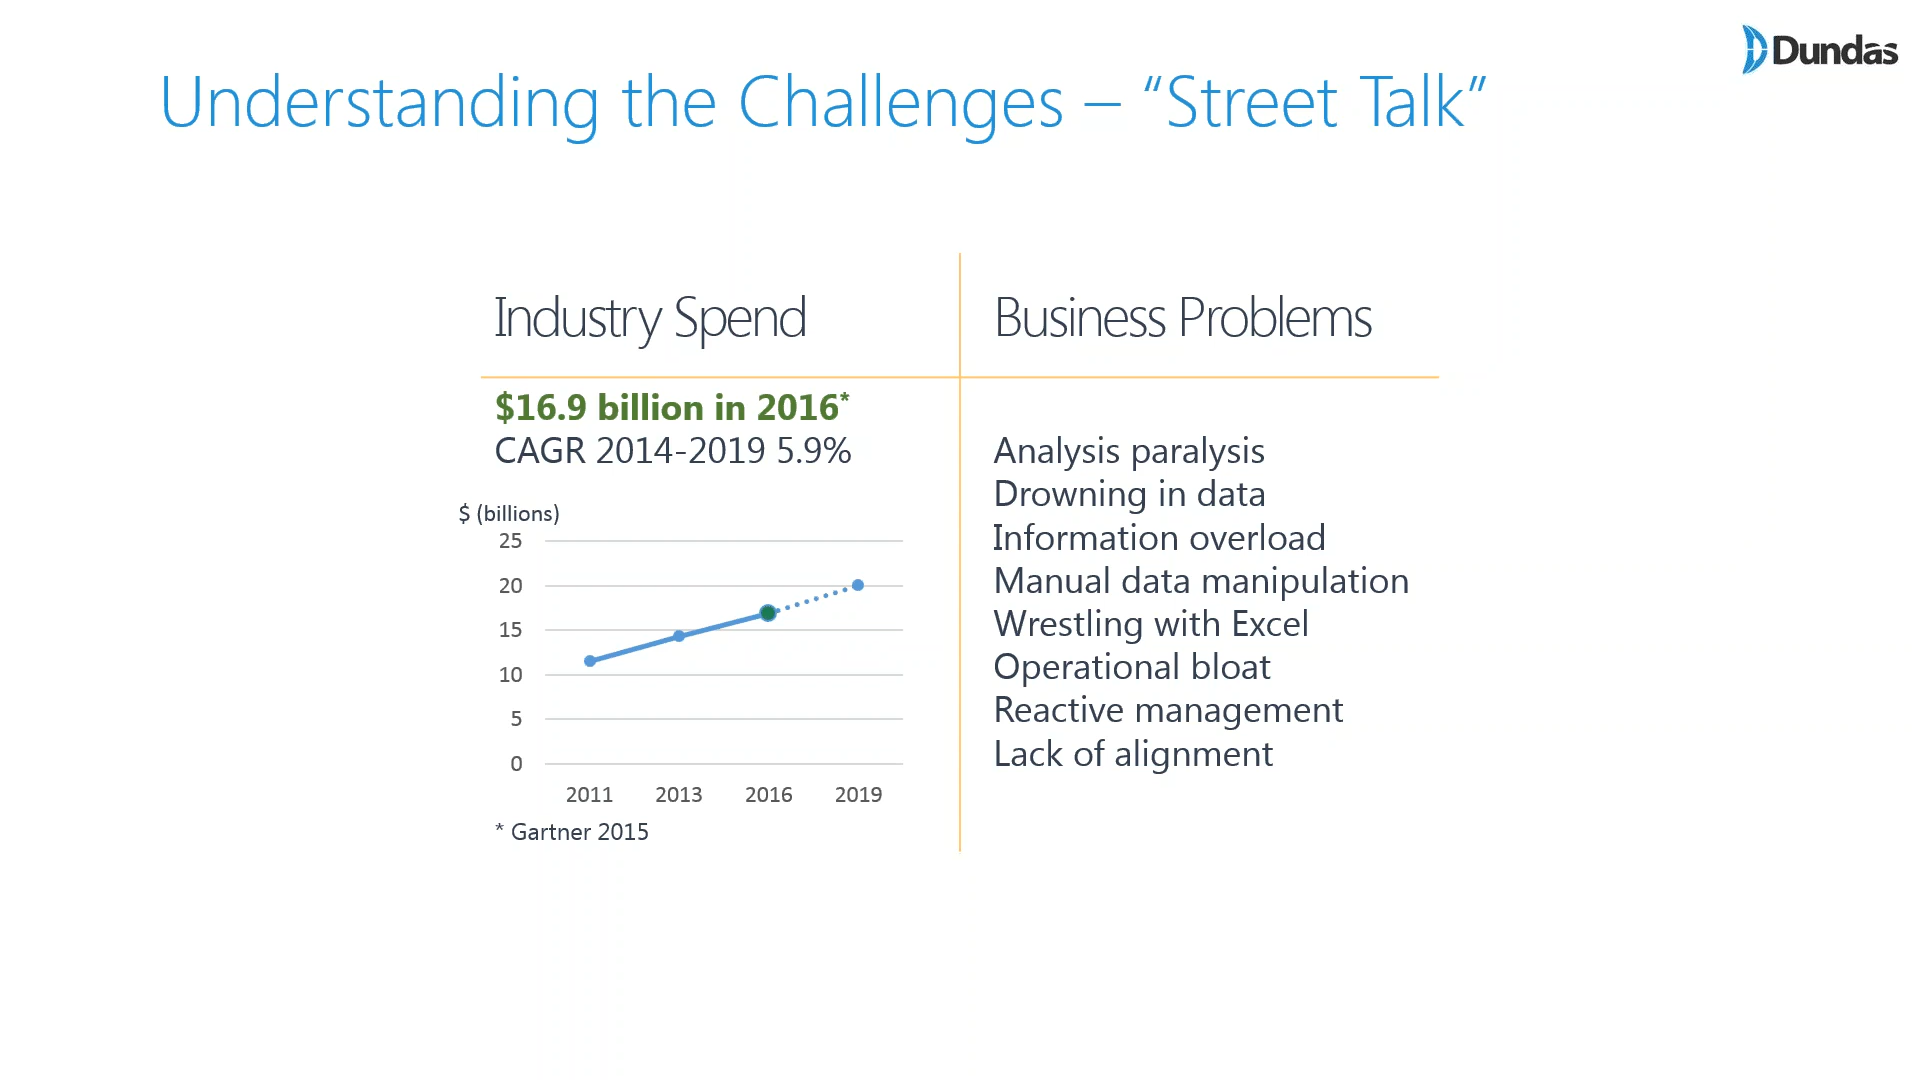 Dundas
Understanding the Challenges – “Street Talk”
Industry Spend
$16.9 billion in 2016*
CAGR 2014-2019 5.9%
$ (billions)
25
20
15
10
5
0
2011 2013 2016 2019
* Gartner 2015
Business Problems
Analysis paralysis
Drowning in data
Information overload
Manual data manipulation
Wrestling with Excel
Operational bloat
Reactive management
Lack of alignment